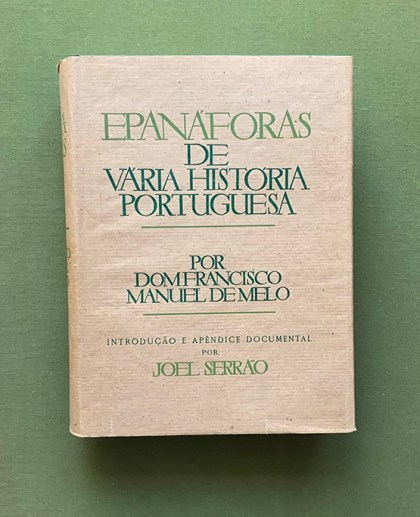 EPANÁFORAS
DE
VÁRIA HISTÓRIA
PORTUGUESA
POR
DOM FRANCISCO
MANUEL DE MELO
INTRODUÇÃO E APÊNDICE DOCUMENTAL
POR
JOEL SERRÃO